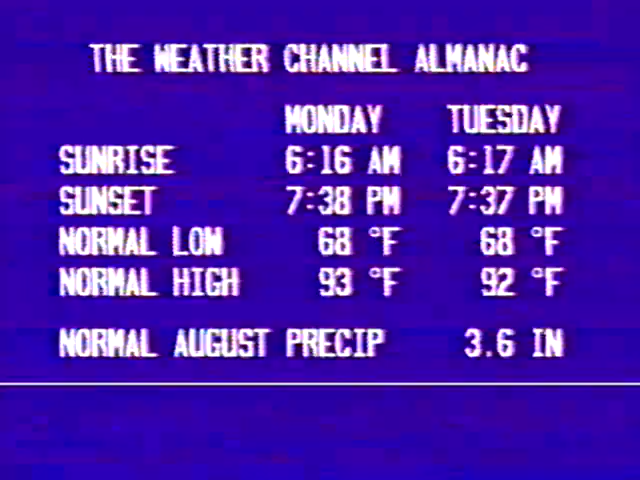 THE WEATHER CHANNEL ALMANAC
MONDAY TUESDAY
SUNRISE 6:16 AM 6:17 AM
SUNSET 7:38 PM 7:37 PM
NORMAL LOW 68 °F 68 °F
NORMAL HIGH 93 °F 92 °F
NORMAL AUGUST PRECIP 3.6 IN